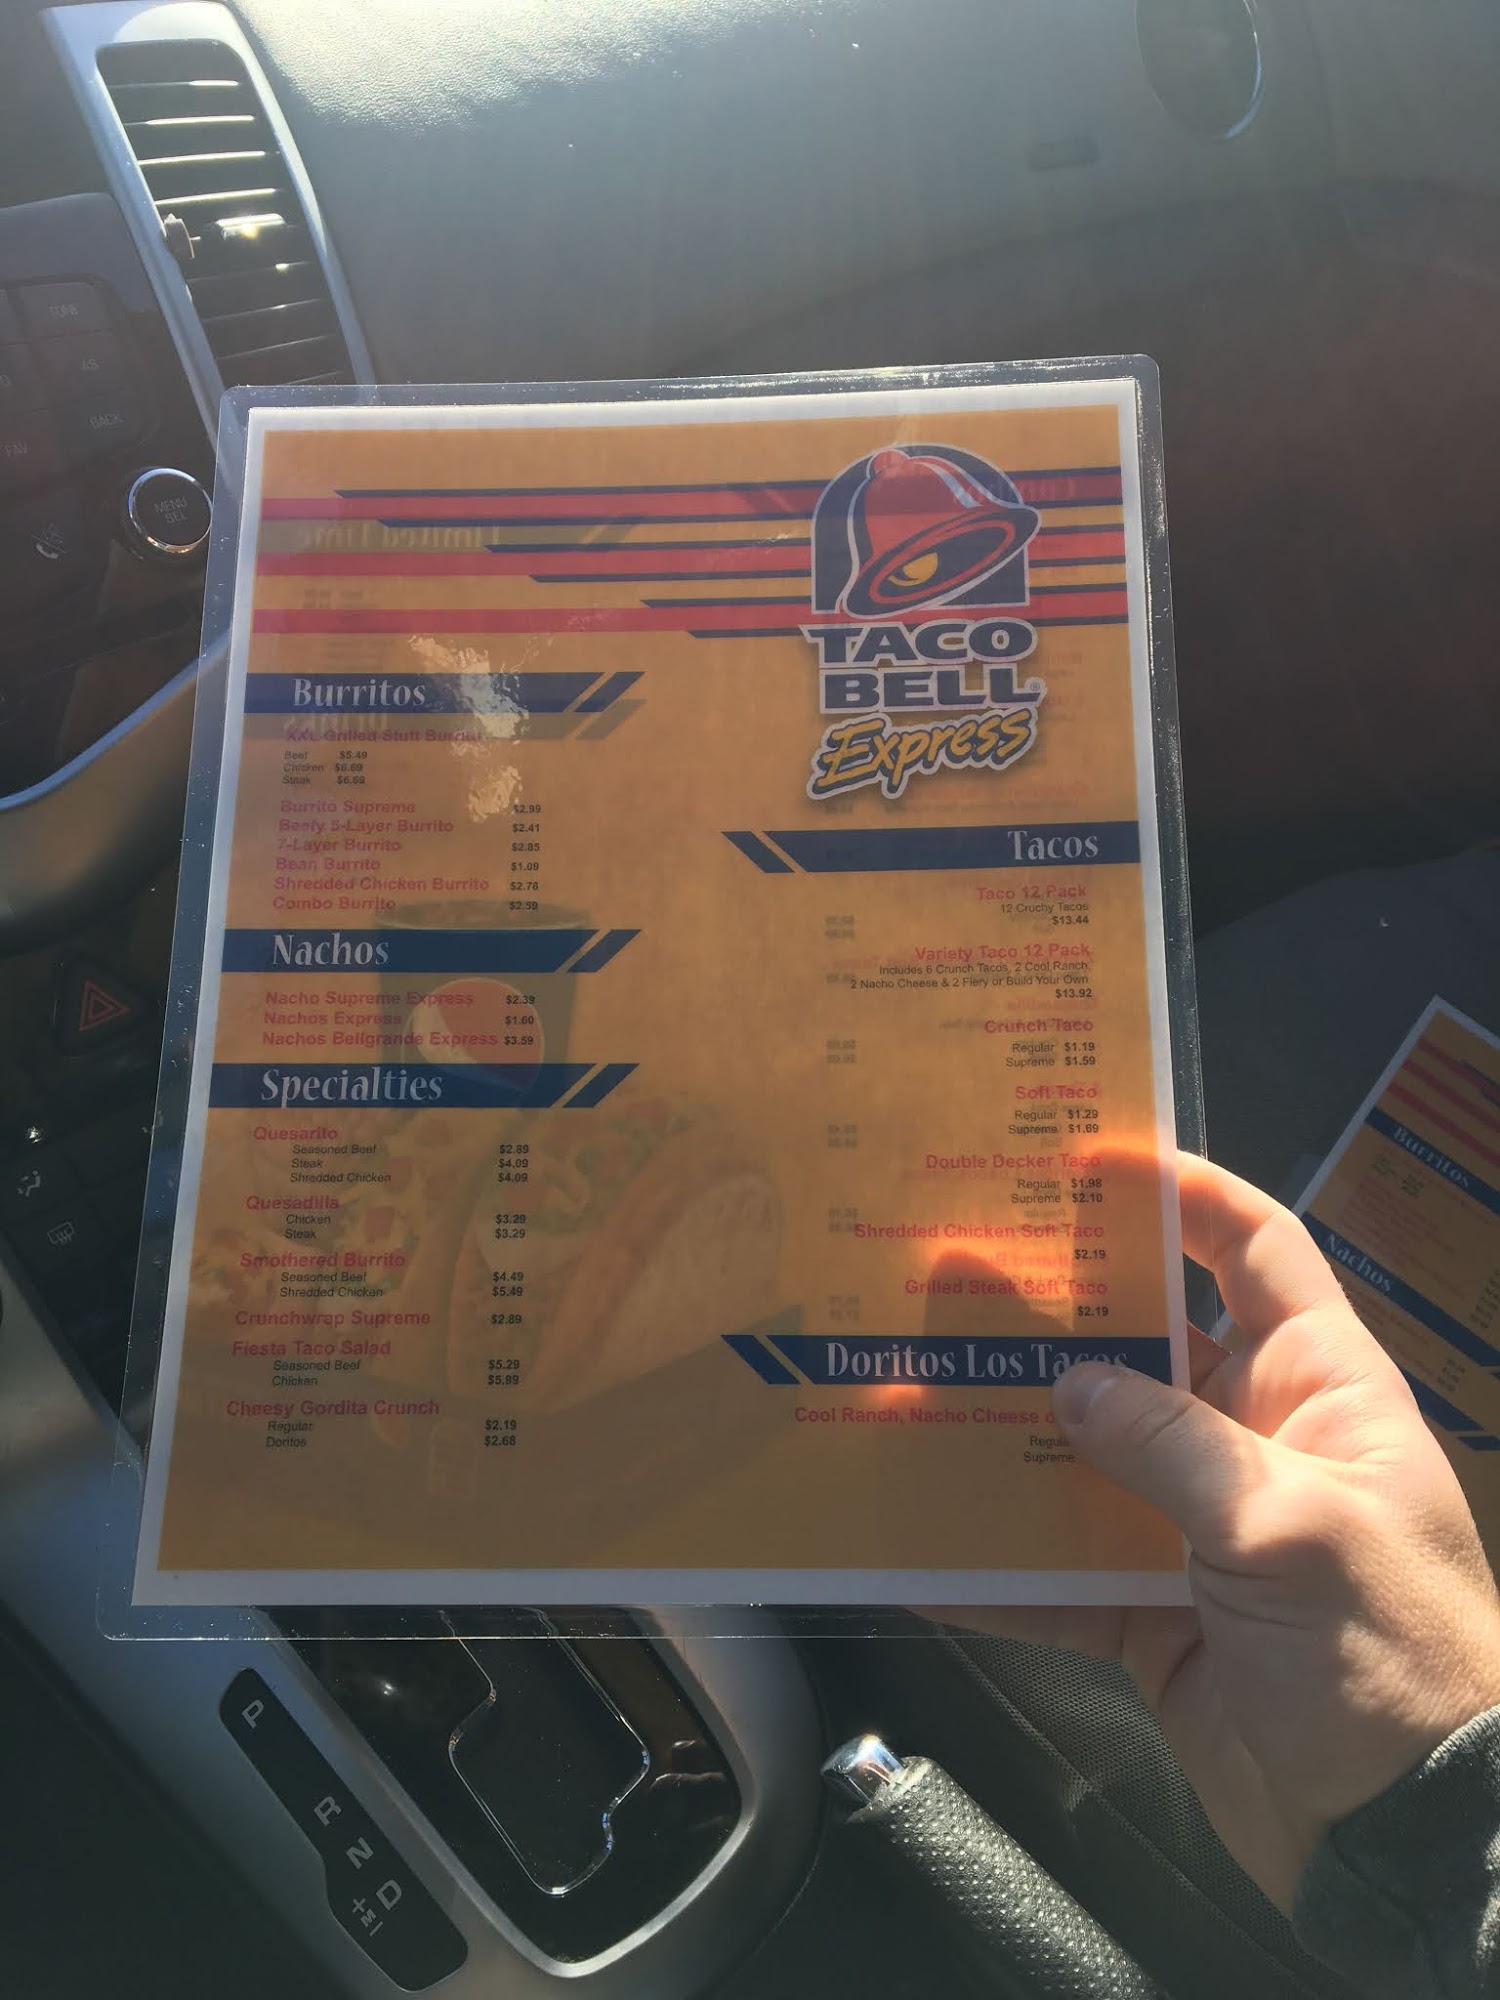 TACO
BELL®
Express
Burritos
XXL Grilled Stuft Burrito
Beef $5.49
Chicken $6.69
Steak $6.69
Burrito Supreme $2.99
Beefy 5-Layer Burrito $2.41
7-Layer Burrito $2.85
Bean Burrito $1.09
Shredded Chicken Burrito $2.76
Combo Burrito $2.59
Nachos
Nacho Supreme Express $2.39
Nachos Express $1.60
Nachos Bellgrande Express $3.59
Specialties
Quesarito
Seasoned Beef $2.89
Steak $4.09
Shredded Chicken $4.09
Quesadilla
Chicken $3.29
Steak $3.29
Smothered Burrito
Seasoned Beef $4.49
Shredded Chicken $5.49
Crunchwrap Supreme $2.89
Fiesta Taco Salad
Seasoned Beef $5.29
Chicken $5.99
Cheesy Gordita Crunch
Regular $2.19
Doritos $2.68
Tacos
Taco 12 Pack
12 Cruchy Tacos
$13.44
Variety Taco 12 Pack
Includes 6 Crunch Tacos, 2 Cool Ranch,
2 Nacho Cheese & 2 Fiery or Build Your Own
$13.92
Crunch Taco
Regular $1.19
Supreme $1.59
Soft Taco
Regular $1.29
Supreme $1.69
Double Decker Taco
Regular $1.98
Supreme $2.10
Shredded Chicken Soft Taco
$2.19
Grilled Steak Soft Taco
$2.19
Doritos Los Tacos
Cool Ranch, Nacho Cheese
Regula
Supreme
Burritos
Nachos
TONE
AS
BACK
FAV
MENU
SEL
P
R
N
D
+
M
-